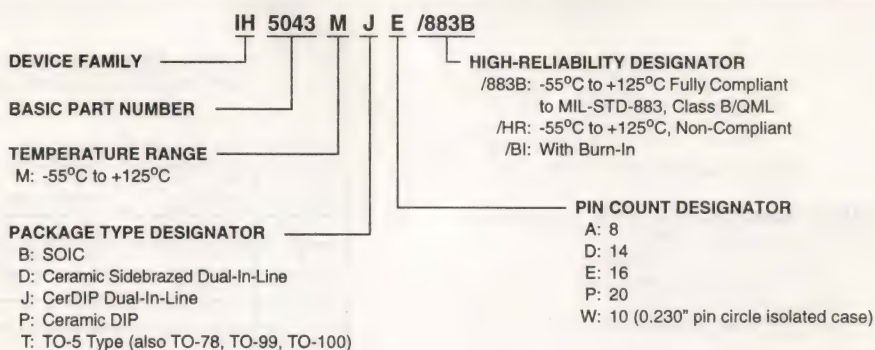 IH 5043 M J E /883B
DEVICE FAMILY
BASIC PART NUMBER
TEMPERATURE RANGE
M: -55°C to +125°C
PACKAGE TYPE DESIGNATOR
B: SOIC
D: Ceramic Sidebrazed Dual-In-Line
J: CerDIP Dual-In-Line
P: Ceramic DIP
T: TO-5 Type (also TO-78, TO-99, TO-100)
HIGH-RELIABILITY DESIGNATOR
/883B: -55°C to +125°C Fully Compliant
to MIL-STD-883, Class B/QML
/HR: -55°C to +125°C, Non-Compliant
/BI: With Burn-In
PIN COUNT DESIGNATOR
A: 8
D: 14
E: 16
P: 20
W: 10 (0.230" pin circle isolated case)